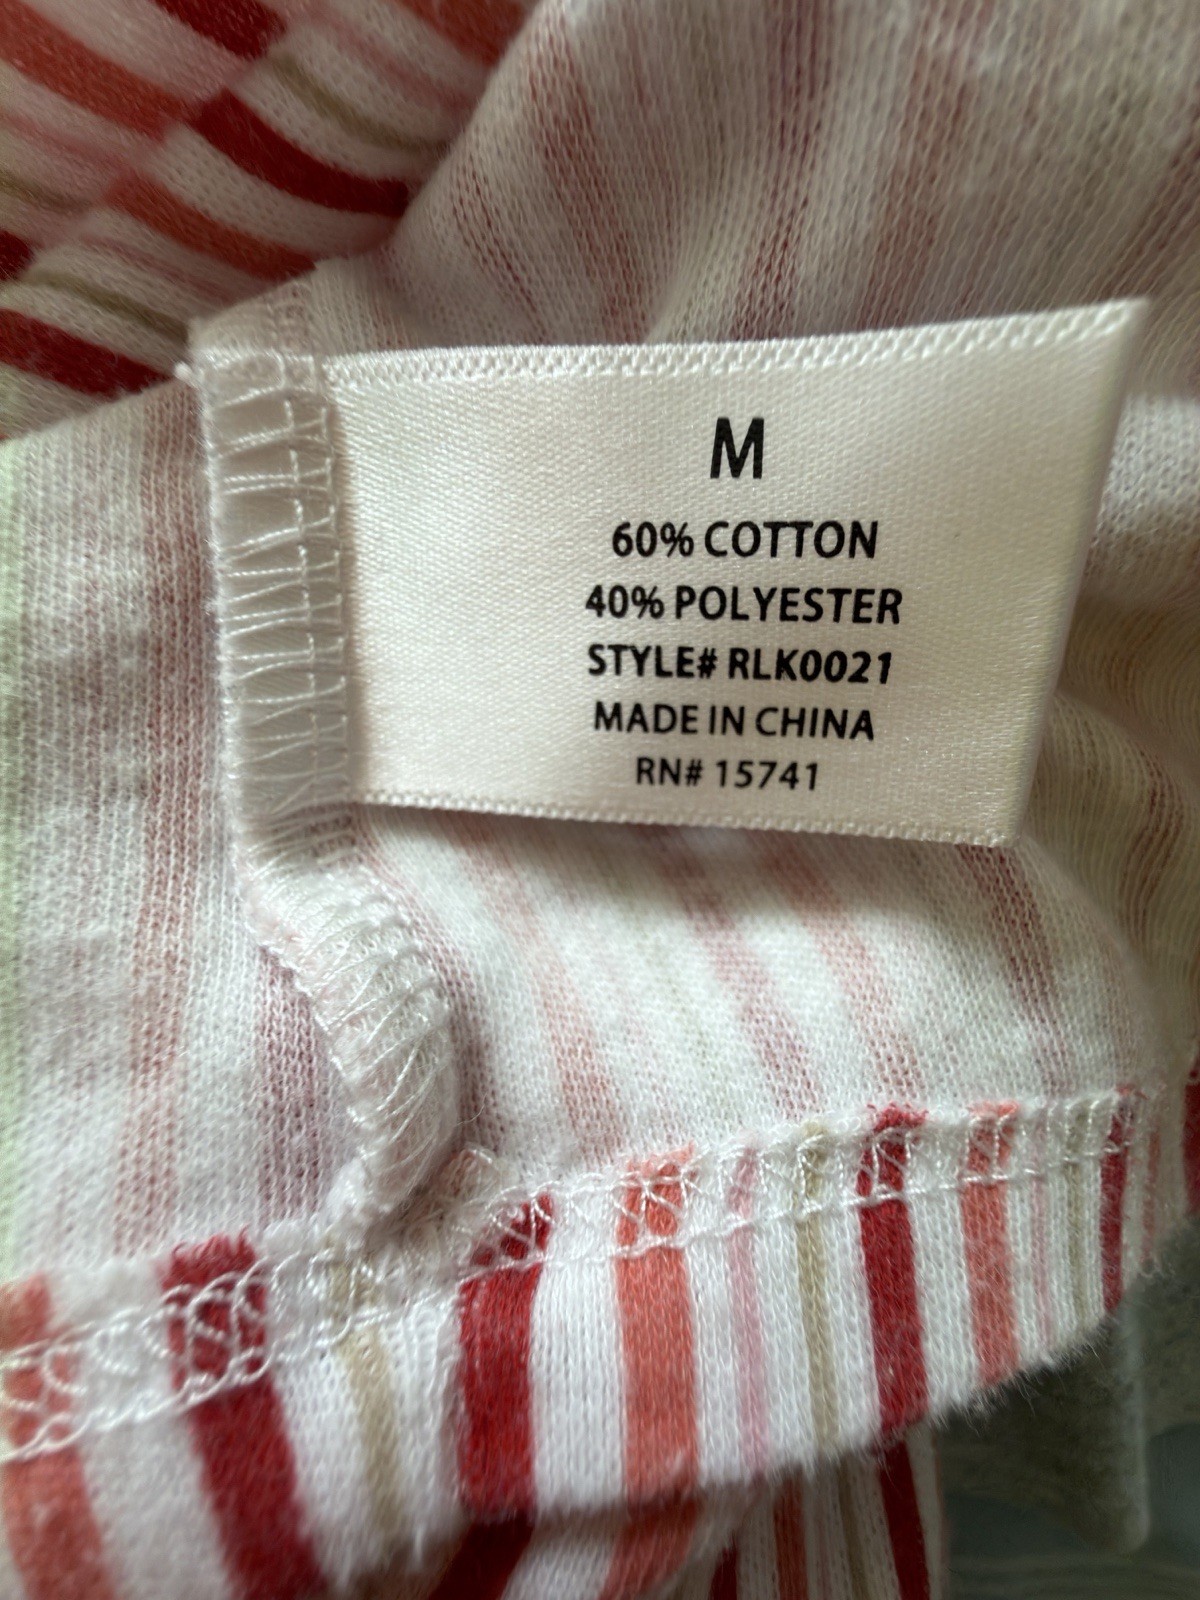 M
60% COTTON
40% POLYESTER
STYLE# RLK0021
MADE IN CHINA
RN# 15741